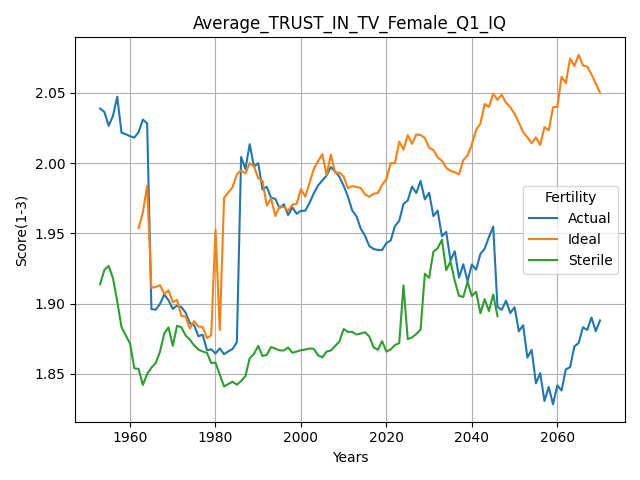 Average_TRUST_IN_TV_Female_Q1_IQ
Score(1-3)
2.05
2.00
1.95
1.90
1.85
Fertility
Actual
Ideal
Sterile
1960 1980 2000 2020 2040 2060
Years